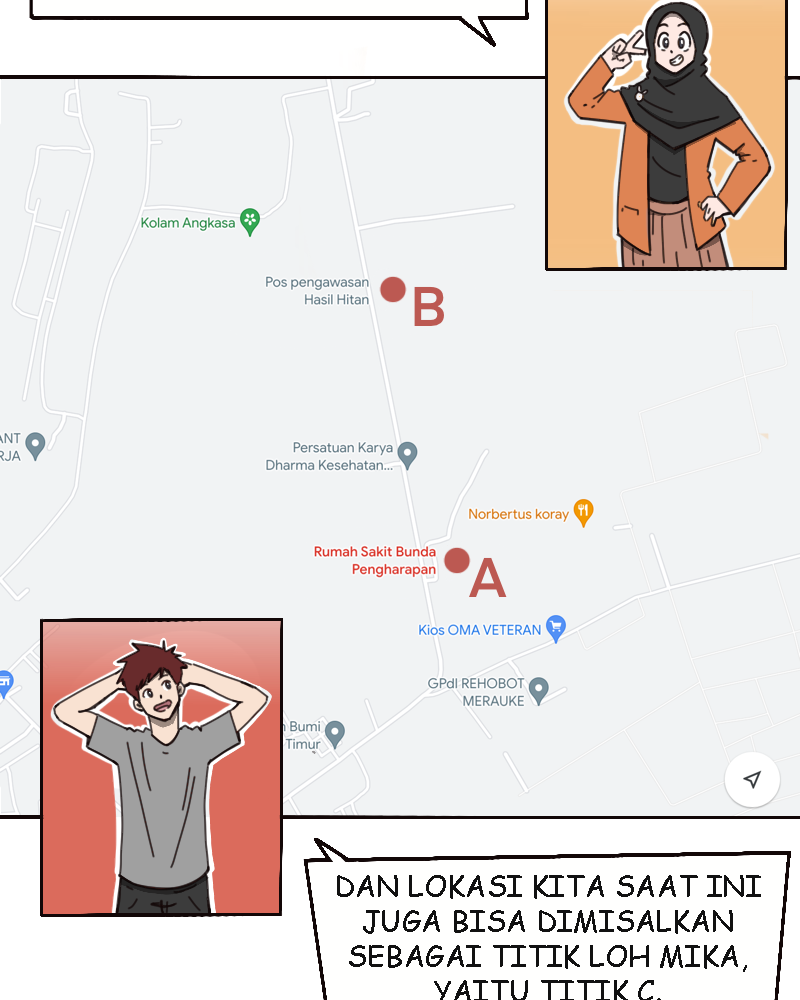 Kolam Angkasa
Pos pengawasan
Hasil Hitan
B
ANT
RJA
Persatuan Karya
Dharma Kesehatan...
Norbertus koray
Rumah Sakit Bunda
Pengharapan
A
Kios OMA VETERAN
GPdI REHOBOT
MERAUKE
Bumi
Timur
DAN LOKASI KITA SAAT INI
JUGA BISA DIMISALKAN
SEBAGAI TITIK LOH MIKA,
YAITU TITIK C.